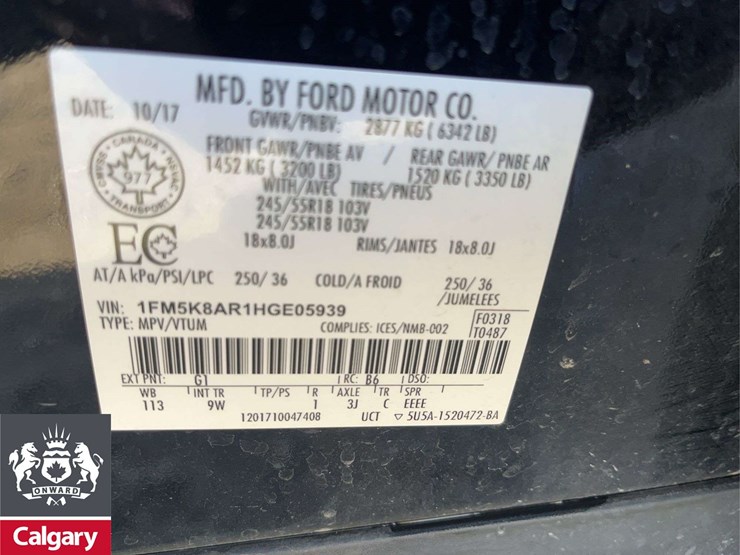 MFD. BY FORD MOTOR CO.
DATE: 10/17
GVWR/PNBV: 2877 KG ( 6342 LB)
FRONT GAWR/PNBE AV / REAR GAWR/ PNBE AR
1452 KG ( 3200 LB) 1520 KG ( 3350 LB)
WITH/AVEC TIRES/PNEUS
245/55R18 103V
245/55R18 103V
18x8.0J RIMS/JANTES 18x8.0J
CANADA
977
TRANSPORT
EC
AT/A kPa/PSI/LPC 250/ 36 COLD/A FROID 250/ 36
/JUMELEES
VIN: 1FM5K8AR1HGE05939
TYPE: MPV/VTUM COMPLIES: ICES/NMB-002
F0318
T0487
EXT PNT: G1 RC: B6 DSO:
WB INT TR TP/PS R AXLE TR SPR
113 9W 1 3J C EEEE
1201710047408 UCT ▽ 5U5A-1520472-BA
ONWARD
Calgary